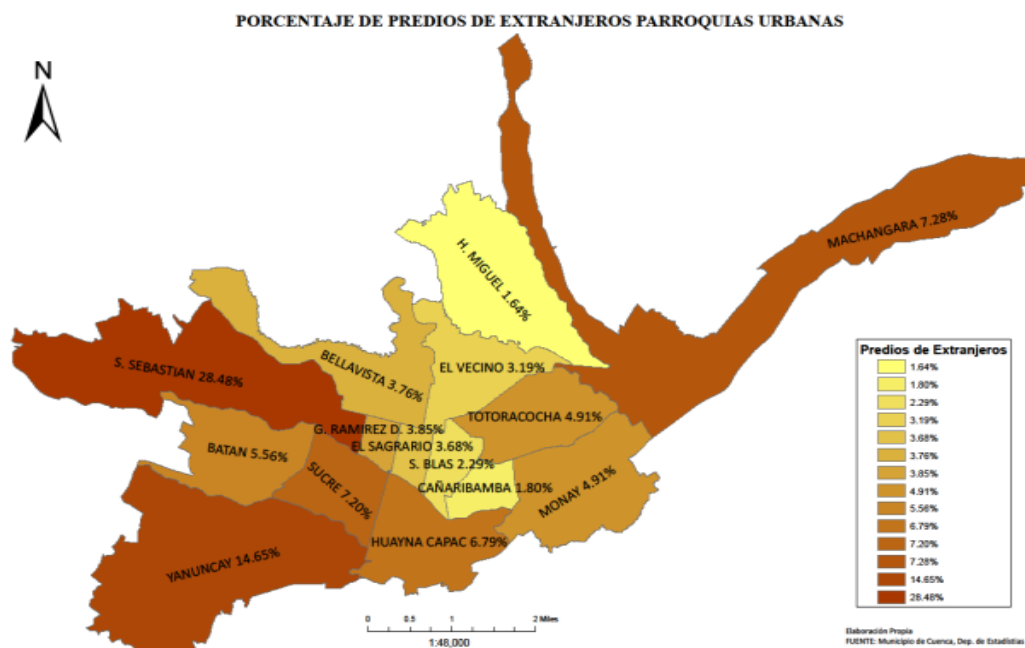 PORCENTAJE DE PREDIOS DE EXTRANJEROS PARROQUIAS URBANAS
N
MACHANGARA 7.28%
H. MIGUEL 1.64%
S. SEBASTIAN 28.48%
BELLAVISTA 3.76%
EL VECINO 3.19%
TOTORACOCHA 4.91%
G. RAMIREZ D. 3.85%
EL SAGRARIO 3.68%
BATAN 5.56%
S. BLAS 2.29%
SUCRE 7.20%
CAÑARIBAMBA 1.80%
MONAY 4.91%
HUAYNA CAPAC 6.79%
YANUNCAY 14.65%
Predios de Extranjeros
1.64%
1.80%
2.29%
3.19%
3.68%
3.76%
3.85%
4.91%
5.56%
6.79%
7.20%
7.28%
14.65%
28.48%
0 0.5 1 2 Miles
1:48,000
Elaboración Propia
FUENTE: Municipio de Cuenca, Dep. de Estadístias